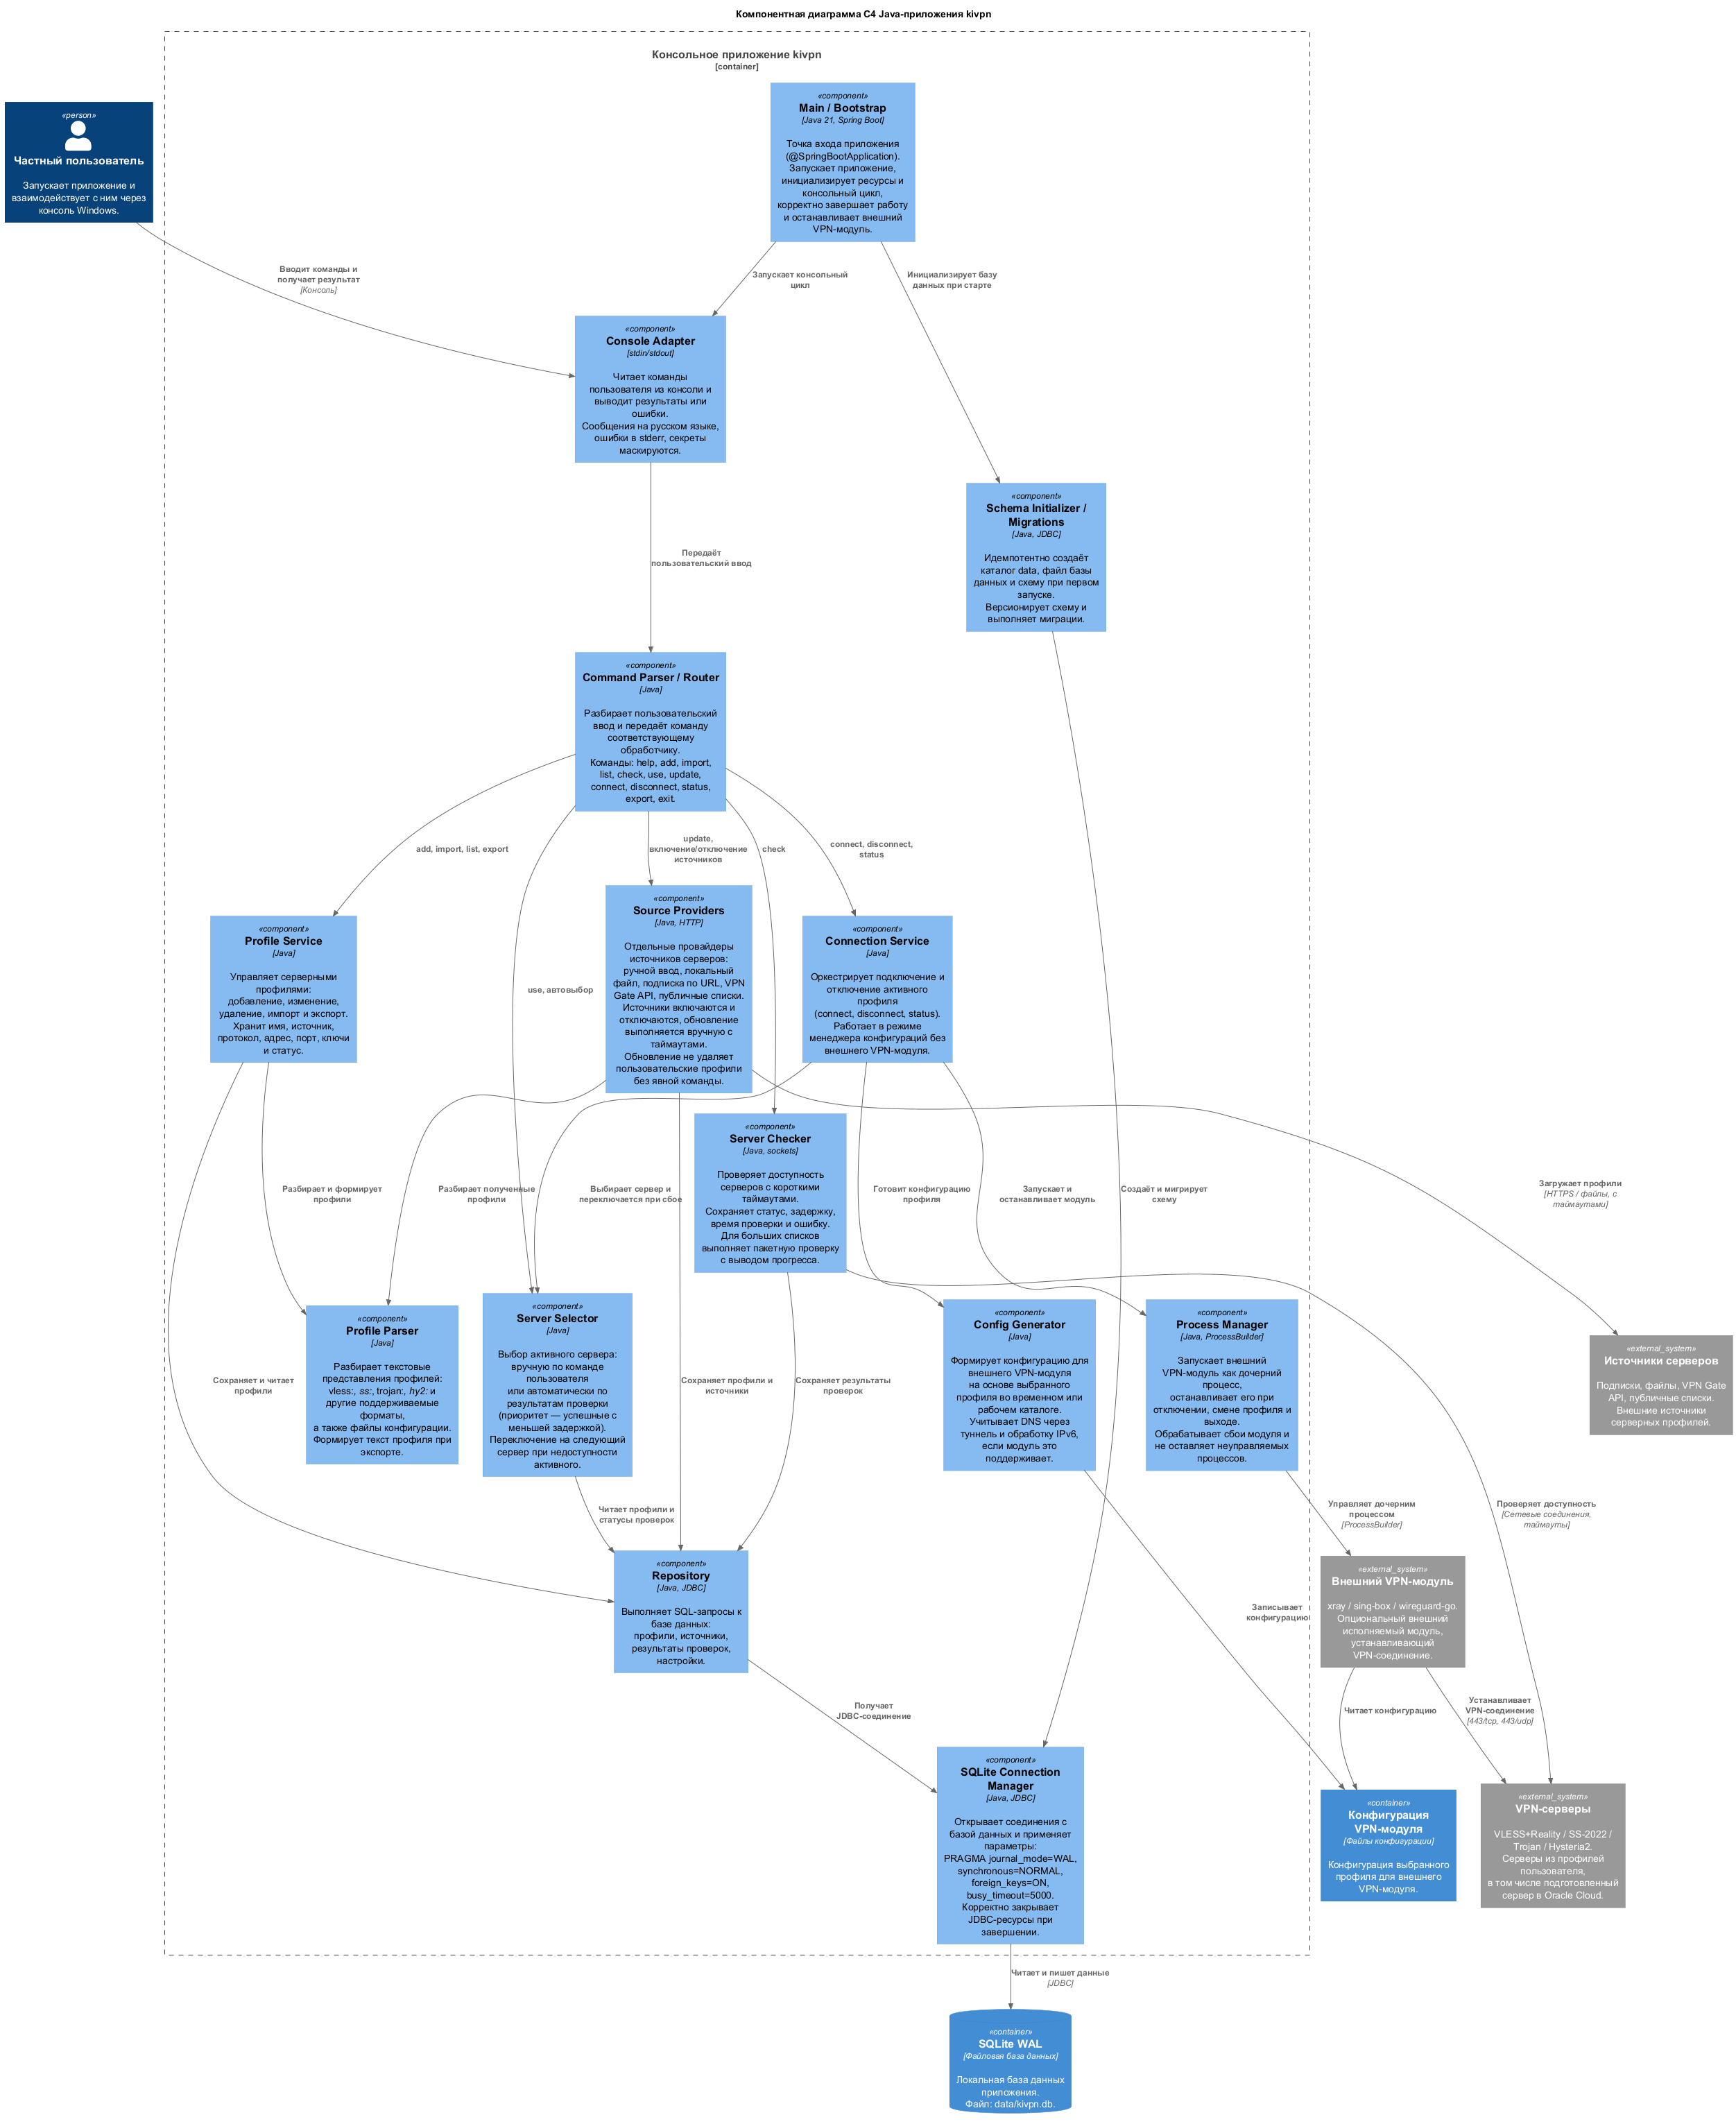 Компонентная диаграмма C4 Java-приложения kivpn
Консольное приложение kivpn
[container]
«component»
Main / Bootstrap
[Java 21, Spring Boot]
Точка входа приложения
(@SpringBootApplication).
Запускает приложение,
инициализирует ресурсы и
консольный цикл,
корректно завершает работу
и останавливает внешний
VPN-модуль.
«person»
Частный пользователь
Запускает приложение и
взаимодействует с ним через
консоль Windows.
Вводит команды и
получает результат
[Консоль]
Запускает консольный
цикл
Инициализирует базу
данных при старте
«component»
Console Adapter
[stdin/stdout]
Читает команды
пользователя из консоли и
выводит результаты или
ошибки.
Сообщения на русском языке,
ошибки в stderr, секреты
маскируются.
«component»
Schema Initializer /
Migrations
[Java, JDBC]
Идемпотентно создаёт
каталог data, файл базы
данных и схему при первом
запуске.
Версионирует схему и
выполняет миграции.
Передаёт
пользовательский ввод
«component»
Command Parser / Router
[Java]
Разбирает пользовательский
ввод и передаёт команду
соответствующему
обработчику.
Команды: help, add, import,
list, check, use, update,
connect, disconnect, status,
export, exit.
add, import, list, export
update,
включение/отключение
источников
check
connect, disconnect,
status
use, автовыбор
«component»
Profile Service
[Java]
Управляет серверными
профилями:
добавление, изменение,
удаление, импорт и экспорт.
Хранит имя, источник,
протокол, адрес, порт, ключи
и статус.
«component»
Source Providers
[Java, HTTP]
Отдельные провайдеры
источников серверов:
ручной ввод, локальный
файл, подписка по URL, VPN
Gate API, публичные списки.
Источники включаются и
отключаются, обновление
выполняется вручную с
таймаутами.
Обновление не удаляет
пользовательские профили
без явной команды.
«component»
Connection Service
[Java]
Оркестрирует подключение и
отключение активного
профиля
(connect, disconnect, status).
Работает в режиме
менеджера конфигураций без
внешнего VPN-модуля.
«component»
Server Checker
[Java, sockets]
Проверяет доступность
серверов с короткими
таймаутами.
Сохраняет статус, задержку,
время проверки и ошибку.
Для больших списков
выполняет пакетную проверку
с выводом прогресса.
Разбирает и формирует
профили
Разбирает полученные
профили
Выбирает сервер и
переключается при сбое
Готовит конфигурацию
профиля
Запускает и
останавливает модуль
Создаёт и мигрирует
схему
Загружает профили
[HTTPS / файлы, с
таймаутами]
«component»
Profile Parser
[Java]
Разбирает текстовые
представления профилей:
vless:, ss:, trojan:, hy2: и
другие поддерживаемые
форматы,
а также файлы конфигурации.
Формирует текст профиля при
экспорте.
«component»
Server Selector
[Java]
Выбор активного сервера:
вручную по команде
пользователя
или автоматически по
результатам проверки
(приоритет — успешные с
меньшей задержкой).
Переключение на следующий
сервер при недоступности
активного.
«component»
Config Generator
[Java]
Формирует конфигурацию для
внешнего VPN-модуля
на основе выбранного
профиля во временном или
рабочем каталоге.
Учитывает DNS через
туннель и обработку IPv6,
если модуль это
поддерживает.
«component»
Process Manager
[Java, ProcessBuilder]
Запускает внешний
VPN-модуль как дочерний
процесс,
останавливает его при
отключении, смене профиля и
выходе.
Обрабатывает сбои модуля и
не оставляет неуправляемых
процессов.
«external_system»
Источники серверов
Подписки, файлы, VPN Gate
API, публичные списки.
Внешние источники
серверных профилей.
Сохраняет и читает
профили
Сохраняет профили и
источники
Сохраняет результаты
проверок
Читает профили и
статусы проверок
Управляет дочерним
процессом
[ProcessBuilder]
Проверяет доступность
[Сетевые соединения,
таймауты]
«component»
Repository
[Java, JDBC]
Выполняет SQL-запросы к
базе данных:
профили, источники,
результаты проверок,
настройки.
Записывает
конфигурацию
«external_system»
Внешний VPN-модуль
xray / sing-box / wireguard-go.
Опциональный внешний
исполняемый модуль,
устанавливающий
VPN-соединение.
Получает
JDBC-соединение
Читает конфигурацию
Устанавливает
VPN-соединение
[443/tcp, 443/udp]
«component»
SQLite Connection
Manager
[Java, JDBC]
Открывает соединения с
базой данных и применяет
параметры:
PRAGMA journal_mode=WAL,
synchronous=NORMAL,
foreign_keys=ON,
busy_timeout=5000.
Корректно закрывает
JDBC-ресурсы при
завершении.
«container»
Конфигурация
VPN-модуля
[Файлы конфигурации]
Конфигурация выбранного
профиля для внешнего
VPN-модуля.
«external_system»
VPN-серверы
VLESS+Reality / SS-2022 /
Trojan / Hysteria2.
Серверы из профилей
пользователя,
в том числе подготовленный
сервер в Oracle Cloud.
Читает и пишет данные
[JDBC]
«container»
SQLite WAL
[Файловая база данных]
Локальная база данных
приложения.
Файл: data/kivpn.db.